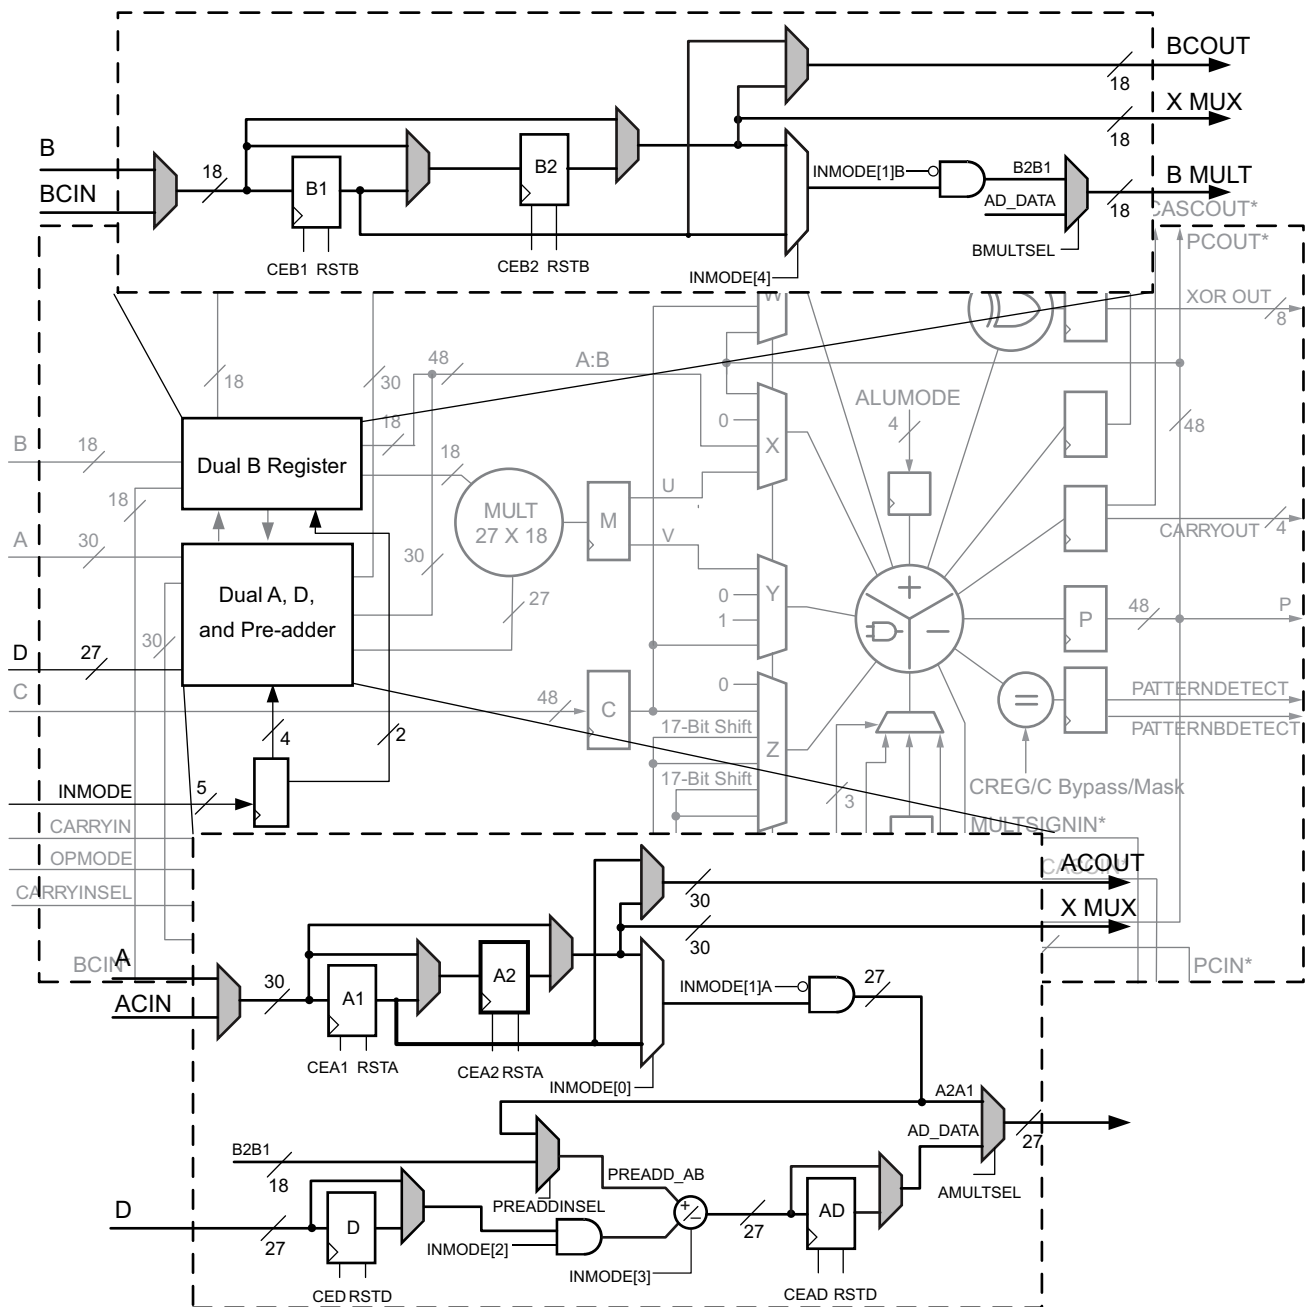 BCOUT
18
X MUX
18
B
BCIN
18
B1
B2
INMODE[1]B
B2B1
AD_DATA
B MULT
18
CEB1 RSTB
CEB2 RSTB
INMODE[4]
BMULTSEL
CASCOUT*
PCOUT*
W
XOR OUT
8
18
30
48
A:B
18
0
X
ALUMODE
4
48
B
18
Dual B Register
18
18
MULT
27 X 18
M
U
V
CARRYOUT
4
A
30
30
Dual A, D,
and Pre-adder
27
0
1
Y
P
48
P
30
D
27
C
48
C
0
17-Bit Shift
17-Bit Shift
Z
=
PATTERNDETECT
PATTERNBDETECT
4
2
3
CREG/C Bypass/Mask
INMODE
5
CARRYIN
OPMODE
CARRYINSEL
MULTSIGNIN*
CASCIN*
BCIN
PCIN*
ACOUT
30
X MUX
30
A
ACIN
30
A1
A2
INMODE[1]A
27
CEA1 RSTA
CEA2 RSTA
INMODE[0]
A2A1
AD_DATA
27
AMULTSEL
B2B1
18
PREADD_AB
PREADDINSEL
D
27
D
INMODE[2]
+/−
27
AD
INMODE[3]
CED RSTD
CEAD RSTD